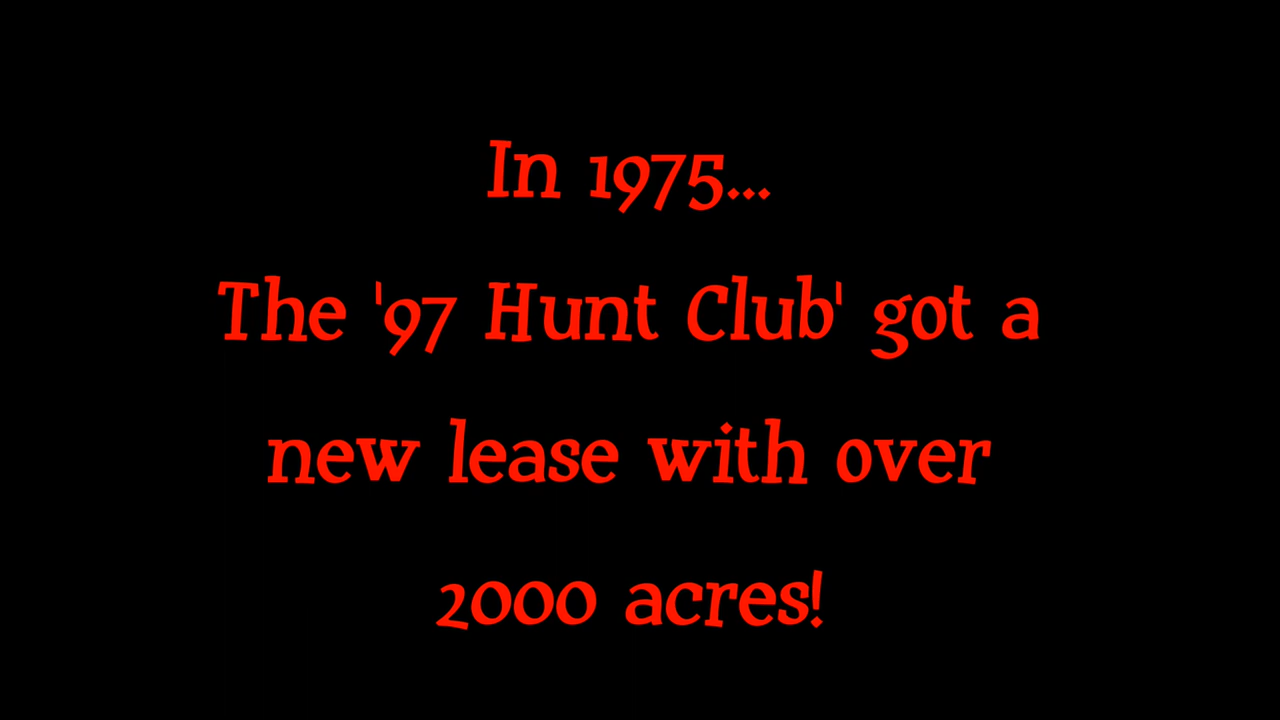 In 1975...
The '97 Hunt Club' got a
new lease with over
2000 acres!